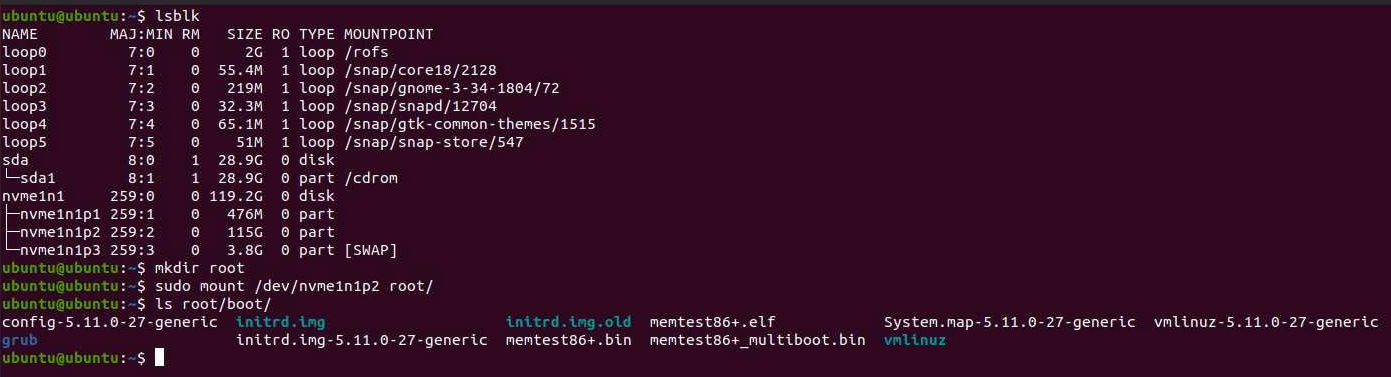 ubuntu@ubuntu:~$ lsblk
NAME        MAJ:MIN RM   SIZE RO TYPE MOUNTPOINT
loop0         7:0    0     2G  1 loop /rofs
loop1         7:1    0  55.4M  1 loop /snap/core18/2128
loop2         7:2    0   219M  1 loop /snap/gnome-3-34-1804/72
loop3         7:3    0  32.3M  1 loop /snap/snapd/12704
loop4         7:4    0  65.1M  1 loop /snap/gtk-common-themes/1515
loop5         7:5    0    51M  1 loop /snap/snap-store/547
sda           8:0    1  28.9G  0 disk
└─sda1        8:1    1  28.9G  0 part /cdrom
nvme1n1     259:0    0 119.2G  0 disk
├─nvme1n1p1 259:1    0   476M  0 part
├─nvme1n1p2 259:2    0   115G  0 part
└─nvme1n1p3 259:3    0   3.8G  0 part [SWAP]
ubuntu@ubuntu:~$ mkdir root
ubuntu@ubuntu:~$ sudo mount /dev/nvme1n1p2 root/
ubuntu@ubuntu:~$ ls root/boot/
config-5.11.0-27-generic  initrd.img                    initrd.img.old  memtest86+.elf            System.map-5.11.0-27-generic  vmlinuz-5.11.0-27-generic
grub                      initrd.img-5.11.0-27-generic  memtest86+.bin  memtest86+_multiboot.bin  vmlinuz
ubuntu@ubuntu:~$